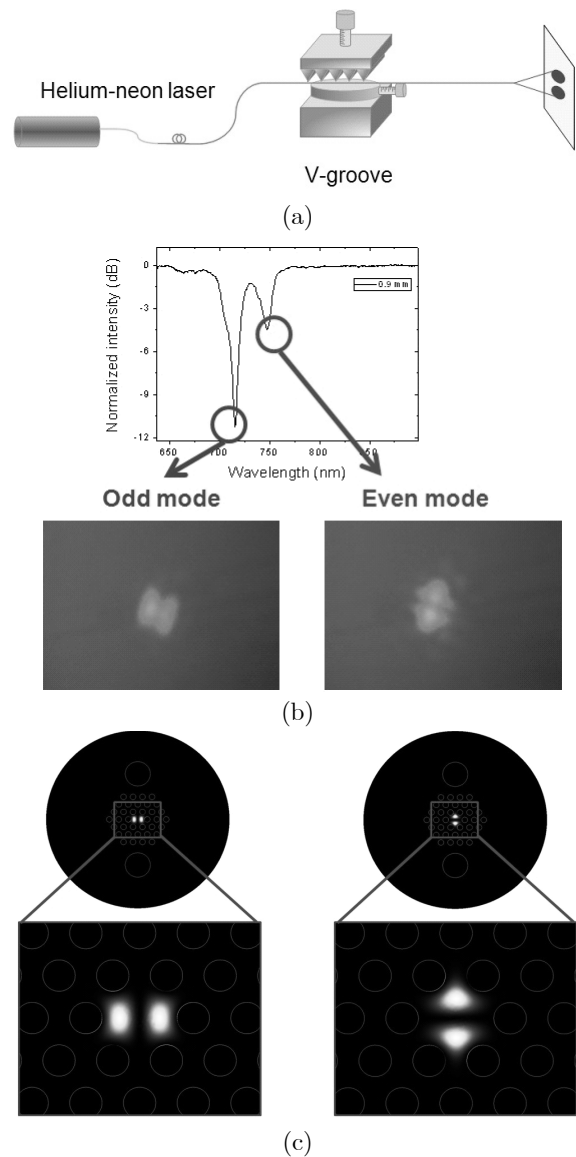 Helium-neon laser
V-groove
(a)
Normalized intensity (dB)
0
-3
-6
-9
-12
0.9 mm
650
750
800
Wavelength (nm)
Odd mode
Even mode
(b)
(c)